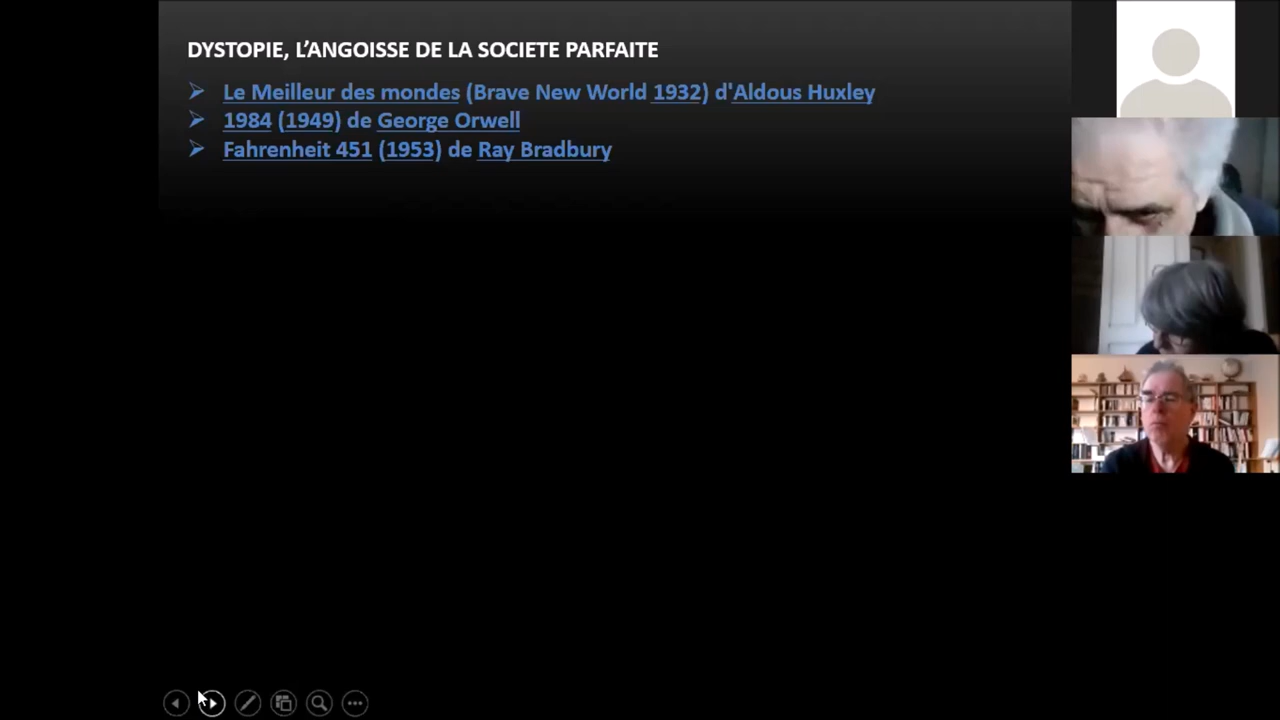 DYSTOPIE, L’ANGOISSE DE LA SOCIETE PARFAITE
Le Meilleur des mondes (Brave New World 1932) d'Aldous Huxley
1984 (1949) de George Orwell
Fahrenheit 451 (1953) de Ray Bradbury